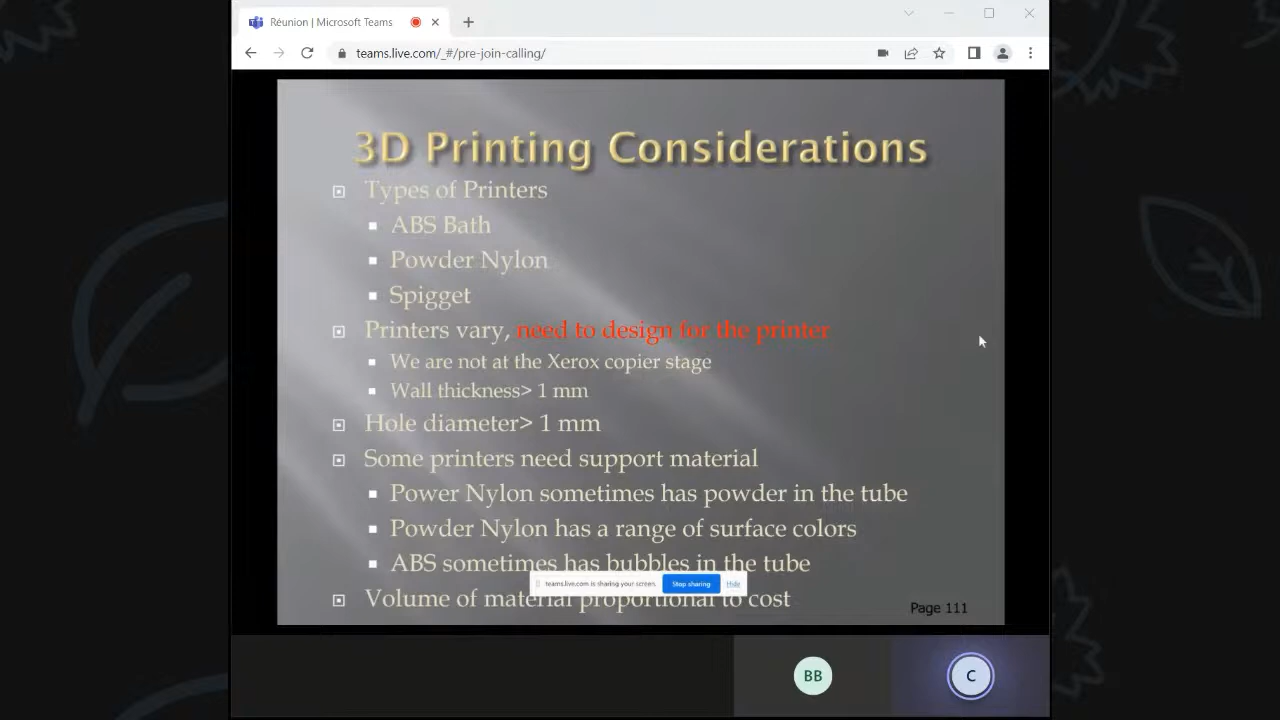 Réunion | Microsoft Teams
teams.live.com/_#/pre-join-calling/
3D Printing Considerations
Types of Printers
ABS Bath
Powder Nylon
Spigget
Printers vary, need to design for the printer
We are not at the Xerox copier stage
Wall thickness> 1 mm
Hole diameter> 1 mm
Some printers need support material
Power Nylon sometimes has powder in the tube
Powder Nylon has a range of surface colors
ABS sometimes has bubbles in the tube
teams.live.com is sharing your screen. Stop sharing Hide
Volume of material proportional to cost
Page 111
BB
C